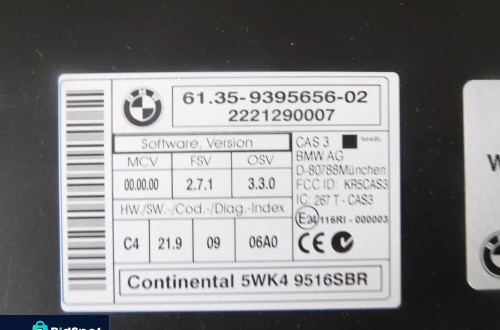 BMW
61.35-9395656-02
2221290007
Software, Version
MCV FSV OSV
00.00.00 2.7.1 3.3.0
HW./SW.-/Cod.-/Diag.-Index
C4 21.9 09 06A0
CAS 3
BMW AG
D-80788München
FCC ID: KR5CAS3
IC: 267 T - CAS3
116RI - 000003
CE
Continental 5WK4 9516SBR
W
BidSpot